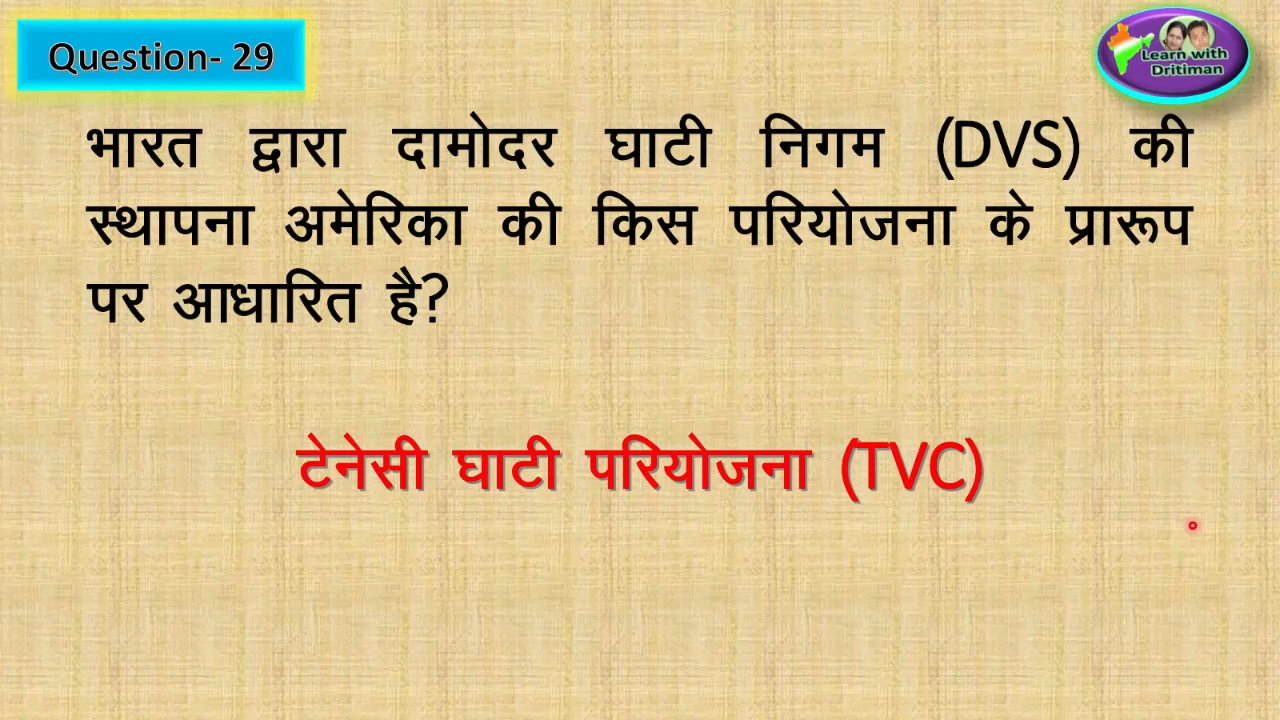 Question- 29
Learn with
Dritiman
भारत द्वारा दामोदर घाटी निगम (DVS) की
स्थापना अमेरिका की किस परियोजना के प्रारूप
पर आधारित है?
टेनेसी घाटी परियोजना (TVC)